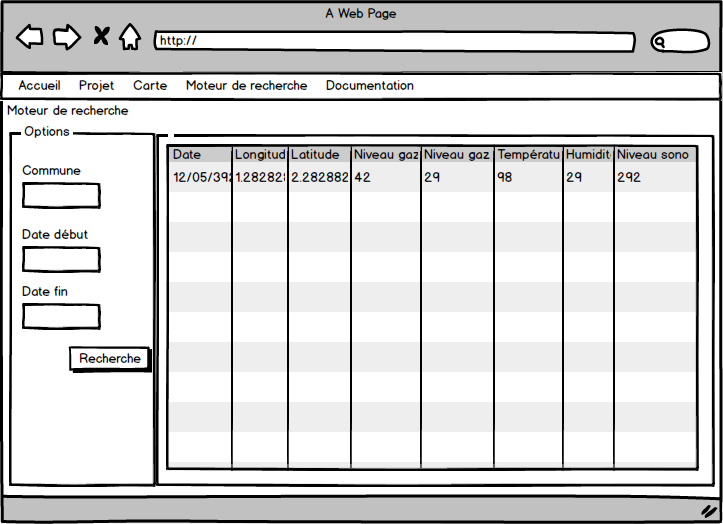 A Web Page
http://
Accueil Projet Carte Moteur de recherche Documentation
Moteur de recherche
Options
Commune
Date début
Date fin
Recherche
Date Longitud Latitude Niveau gaz Niveau gaz Températu Humidit Niveau sono
12/05/392 1.28282 2.282882 42 29 98 29 292